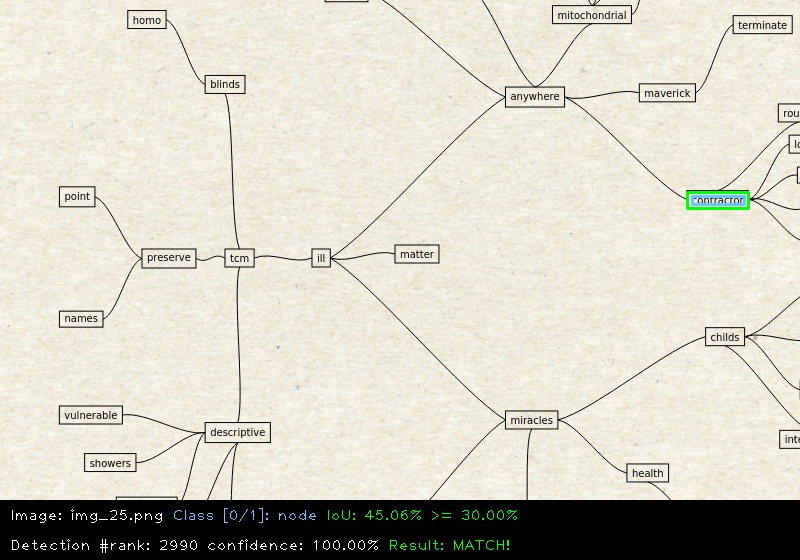 homo
mitochondrial
terminate
blinds
anywhere
maverick
rou
lo
point
contractor
preserve
tcm
ill
matter
names
childs
vulnerable
miracles
descriptive
inte
showers
health
Image: img_25.png Class [0/1]: node IoU: 45.06% >= 30.00%
Detection #rank: 2990 confidence: 100.00% Result: MATCH!